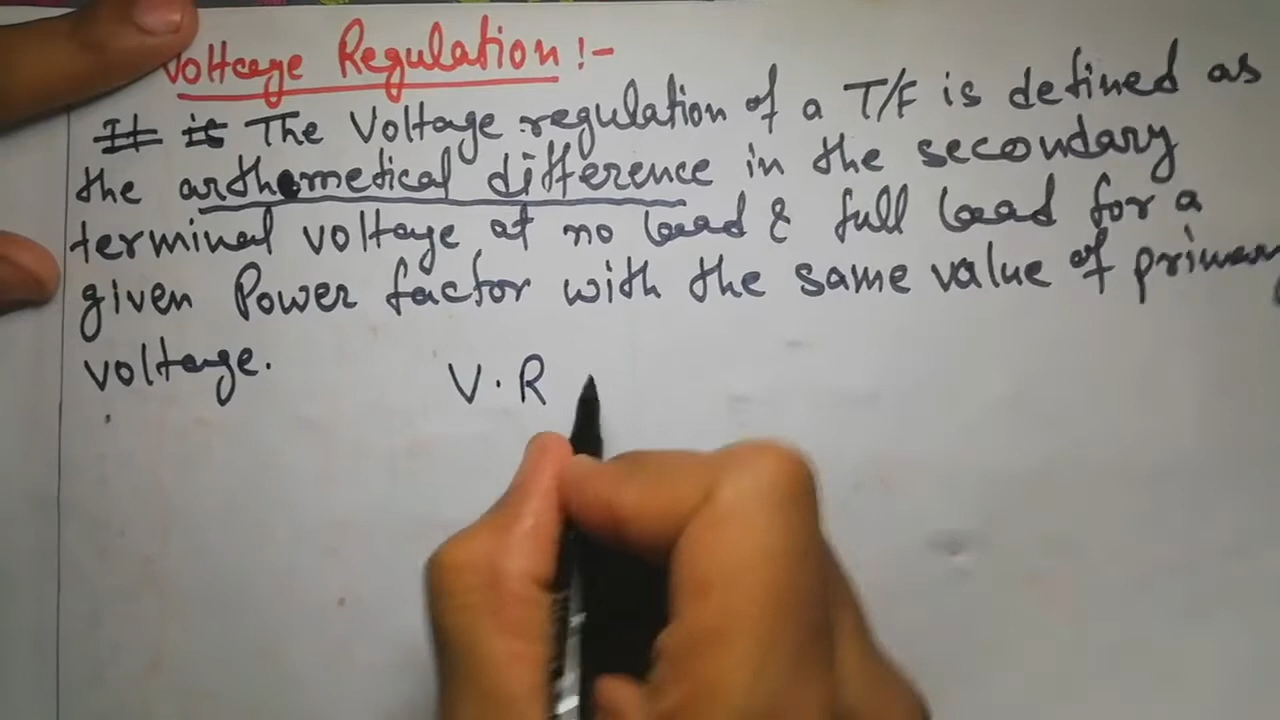 Voltage Regulation :-
It is The Voltage regulation of a T/F is defined as
the arthemetical difference in the secondary
terminal voltage at no load & full load for a
given Power factor with the same value of primary
voltage. V.R